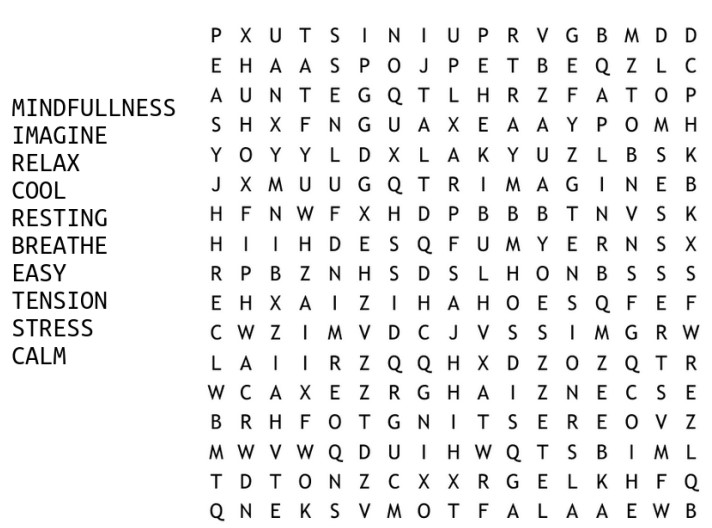 P X U T S I N I U P R V G B M D D
E H A A S P O J P E T B E Q Z L C
A U N T E G Q T L H R Z F A T O P
S H X F N G U A X E A A Y P O M H
Y O Y Y L D X L A K Y U Z L B S K
J X M U U G Q T R I M A G I N E B
H F N W F X H D P B B B T N V S K
H I I H D E S Q F U M Y E R N S X
R P B Z N H S D S L H O N B S S S
E H X A I Z I H A H O E S Q F E F
C W Z I M V D C J V S S I M G R W
L A I I R Z Q Q H X D Z O Z Q T R
W C A X E Z R G H A I Z N E C S E
B R H F O T G N I T S E R E O V Z
M W V W Q D U I H W Q T S B I M L
T D T O N Z C X X R G E L K H F Q
Q N E K S V M O T F A L A A E W B
MINDFULLNESS
IMAGINE
RELAX
COOL
RESTING
BREATHE
EASY
TENSION
STRESS
CALM